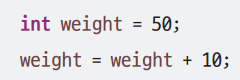 int weight = 50;
weight = weight + 10;